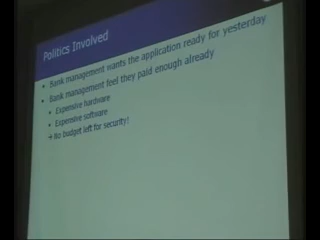 Politics Involved
• Bank management wants the application ready for yesterday
• Bank management feel they paid enough already
• Expensive hardware
• Expensive software
→ No budget left for security!